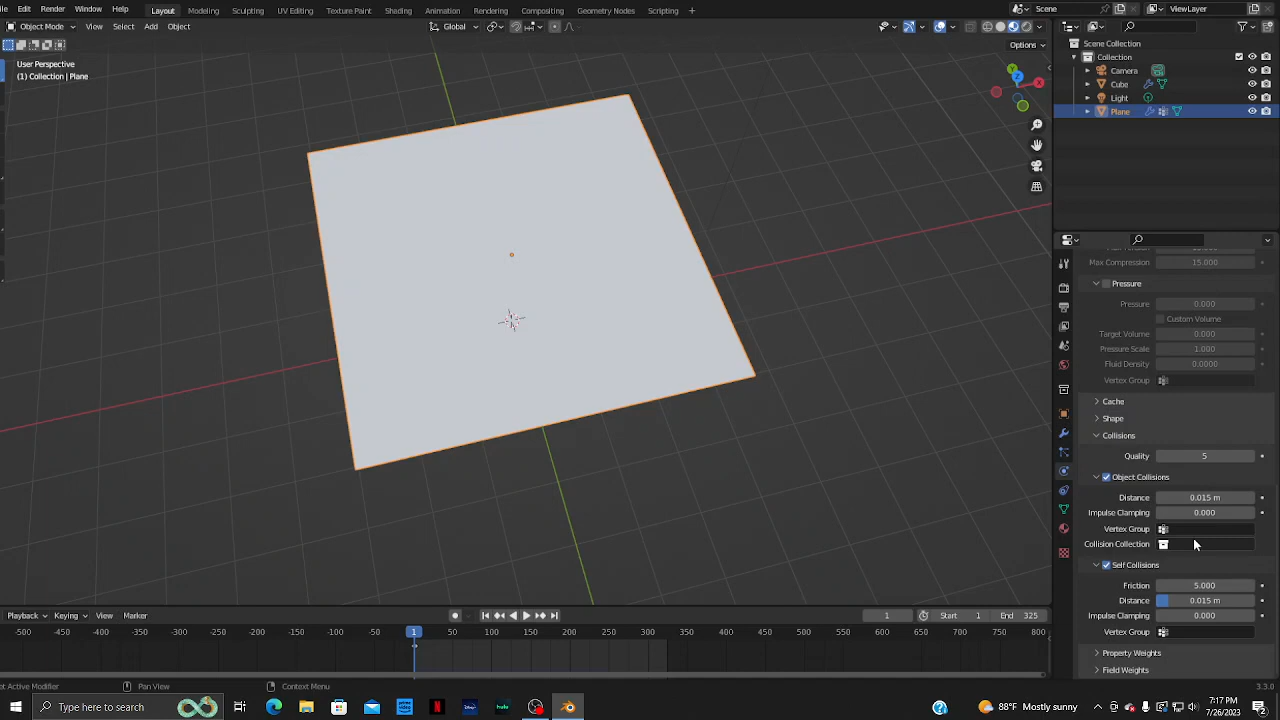 File Edit Render Window Help Layout Modeling Sculpting UV Editing Texture Paint Shading Animation Rendering Compositing Geometry Nodes Scripting + Scene ViewLayer
Object Mode View Select Add Object Global
Options
User Perspective
(1) Collection | Plane
Y
Z
X
Scene Collection
Collection
Camera
Cube
Light
Plane
Max Compression 15.000
Pressure
Pressure 0.000
Custom Volume
Target Volume 0.000
Pressure Scale 1.000
Fluid Density 0.0000
Vertex Group
Cache
Shape
Collisions
Quality 5
Object Collisions
Distance 0.015 m
Impulse Clamping 0.000
Vertex Group
Collision Collection
Self Collisions
Friction 5.000
Distance 0.015 m
Impulse Clamping 0.000
Vertex Group
Property Weights
Field Weights
Playback Keying View Marker 1 Start 1 End 325
-500 -450 -400 -350 -300 -250 -200 -150 -100 -50 1 50 100 150 200 250 300 350 400 450 500 550 600 650 700 750 800
et Active Modifier Pan View Context Menu 3.3.0
Type here to search
hulu
88°F Mostly sunny
7:17 PM
7/26/2023